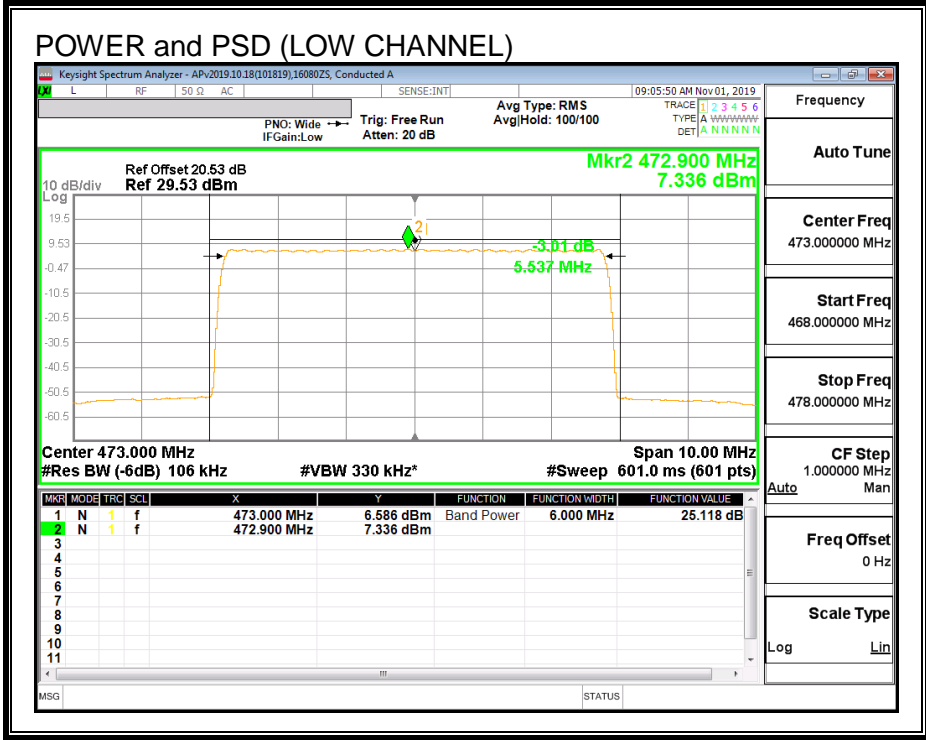 POWER and PSD (LOW CHANNEL)
Keysight Spectrum Analyzer - APv2019.10.18(101819),16080ZS, Conducted A
LXI L RF 50 Ω AC SENSE:INT 09:05:50 AM Nov 01, 2019
PNO: Wide
IFGain:Low
Trig: Free Run
Atten: 20 dB
Avg Type: RMS
Avg|Hold: 100/100
TRACE 1 2 3 4 5 6
TYPE A WWWWW
DET A N N N N N
Mkr2 472.900 MHz
7.336 dBm
Ref Offset 20.53 dB
10 dB/div Ref 29.53 dBm
Log
19.5
9.53
-0.47
-10.5
-20.5
-30.5
-40.5
-50.5
-60.5
2
-3.01 dB
5.537 MHz
Center 473.000 MHz Span 10.00 MHz
#Res BW (-6dB) 106 kHz #VBW 330 kHz* #Sweep 601.0 ms (601 pts)
MKR MODE TRC SCL X Y FUNCTION FUNCTION WIDTH FUNCTION VALUE
1 N 1 f 473.000 MHz 6.586 dBm Band Power 6.000 MHz 25.118 dB
2 N 1 f 472.900 MHz 7.336 dBm
3
4
5
6
7
8
9
10
11
MSG STATUS
Frequency
Auto Tune
Center Freq
473.000000 MHz
Start Freq
468.000000 MHz
Stop Freq
478.000000 MHz
CF Step
1.000000 MHz
Auto Man
Freq Offset
0 Hz
Scale Type
Log Lin